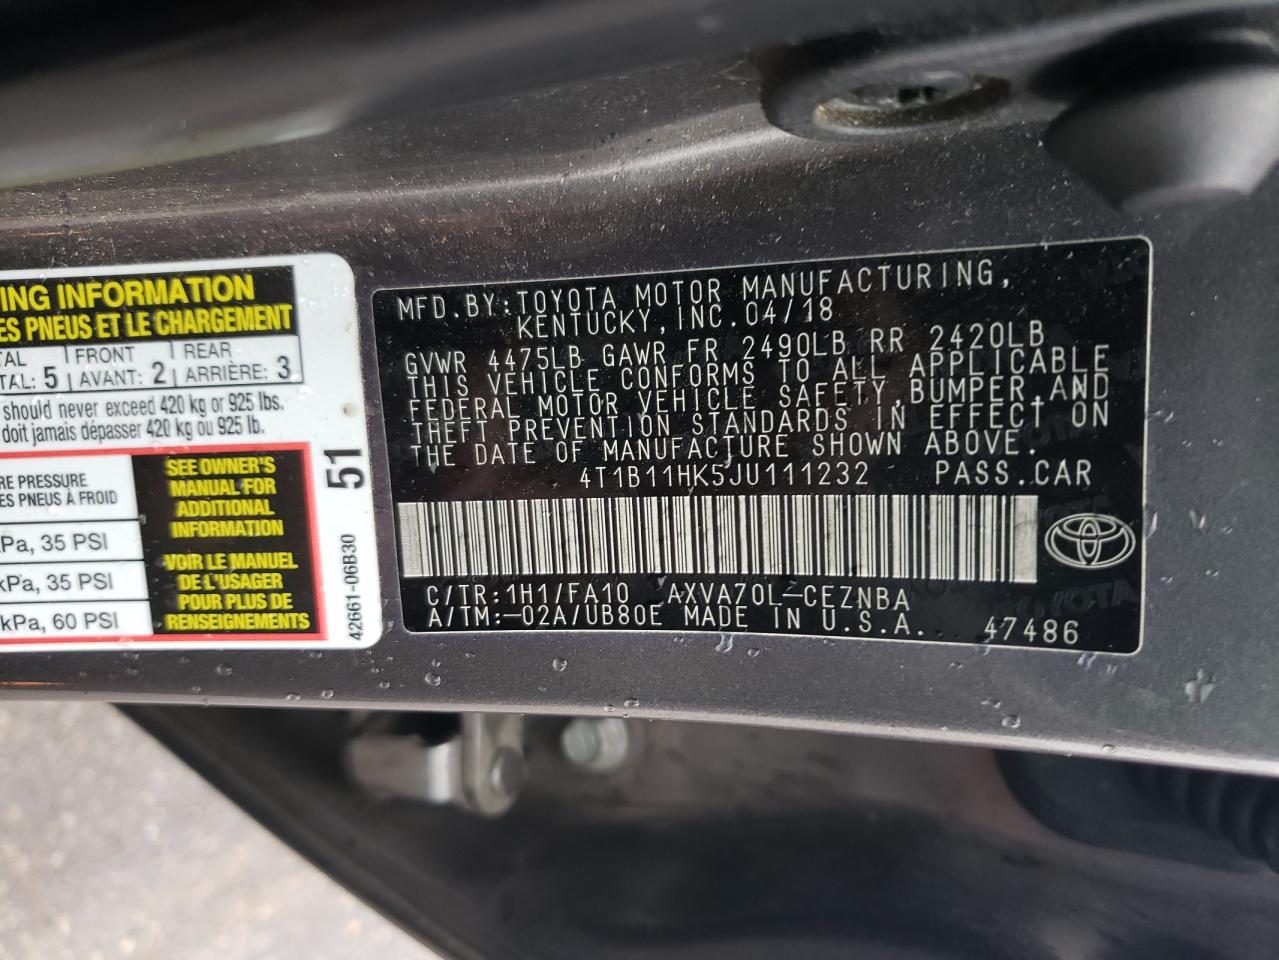 ING INFORMATION
ES PNEUS ET LE CHARGEMENT
TAL 5 FRONT 2 REAR 3
TAL: AVANT: ARRIÈRE:
should never exceed 420 kg or 925 lbs.
doit jamais dépasser 420 kg ou 925 lb.
RE PRESSURE
ES PNEUS À FROID
kPa, 35 PSI
kPa, 35 PSI
kPa, 60 PSI
SEE OWNER'S
MANUAL FOR
ADDITIONAL
INFORMATION
VOIR LE MANUEL
DE L'USAGER
POUR PLUS DE
RENSEIGNEMENTS
51
42661-06B30
MFD.BY:TOYOTA MOTOR MANUFACTURING,
KENTUCKY,INC.04/18
GVWR 4475LB GAWR FR 2490LB RR 2420LB
THIS VEHICLE CONFORMS TO ALL APPLICABLE
FEDERAL MOTOR VEHICLE SAFETY,BUMPER,AND
THEFT PREVENTION STANDARDS IN EFFECT ON
THE DATE OF MANUFACTURE SHOWN ABOVE.
4T1B11HK5JU111232 PASS.CAR
C/TR:1H1/FA10 AXVA70L-CEZNBA
A/TM:-02A/UB80E MADE IN U.S.A. 47486